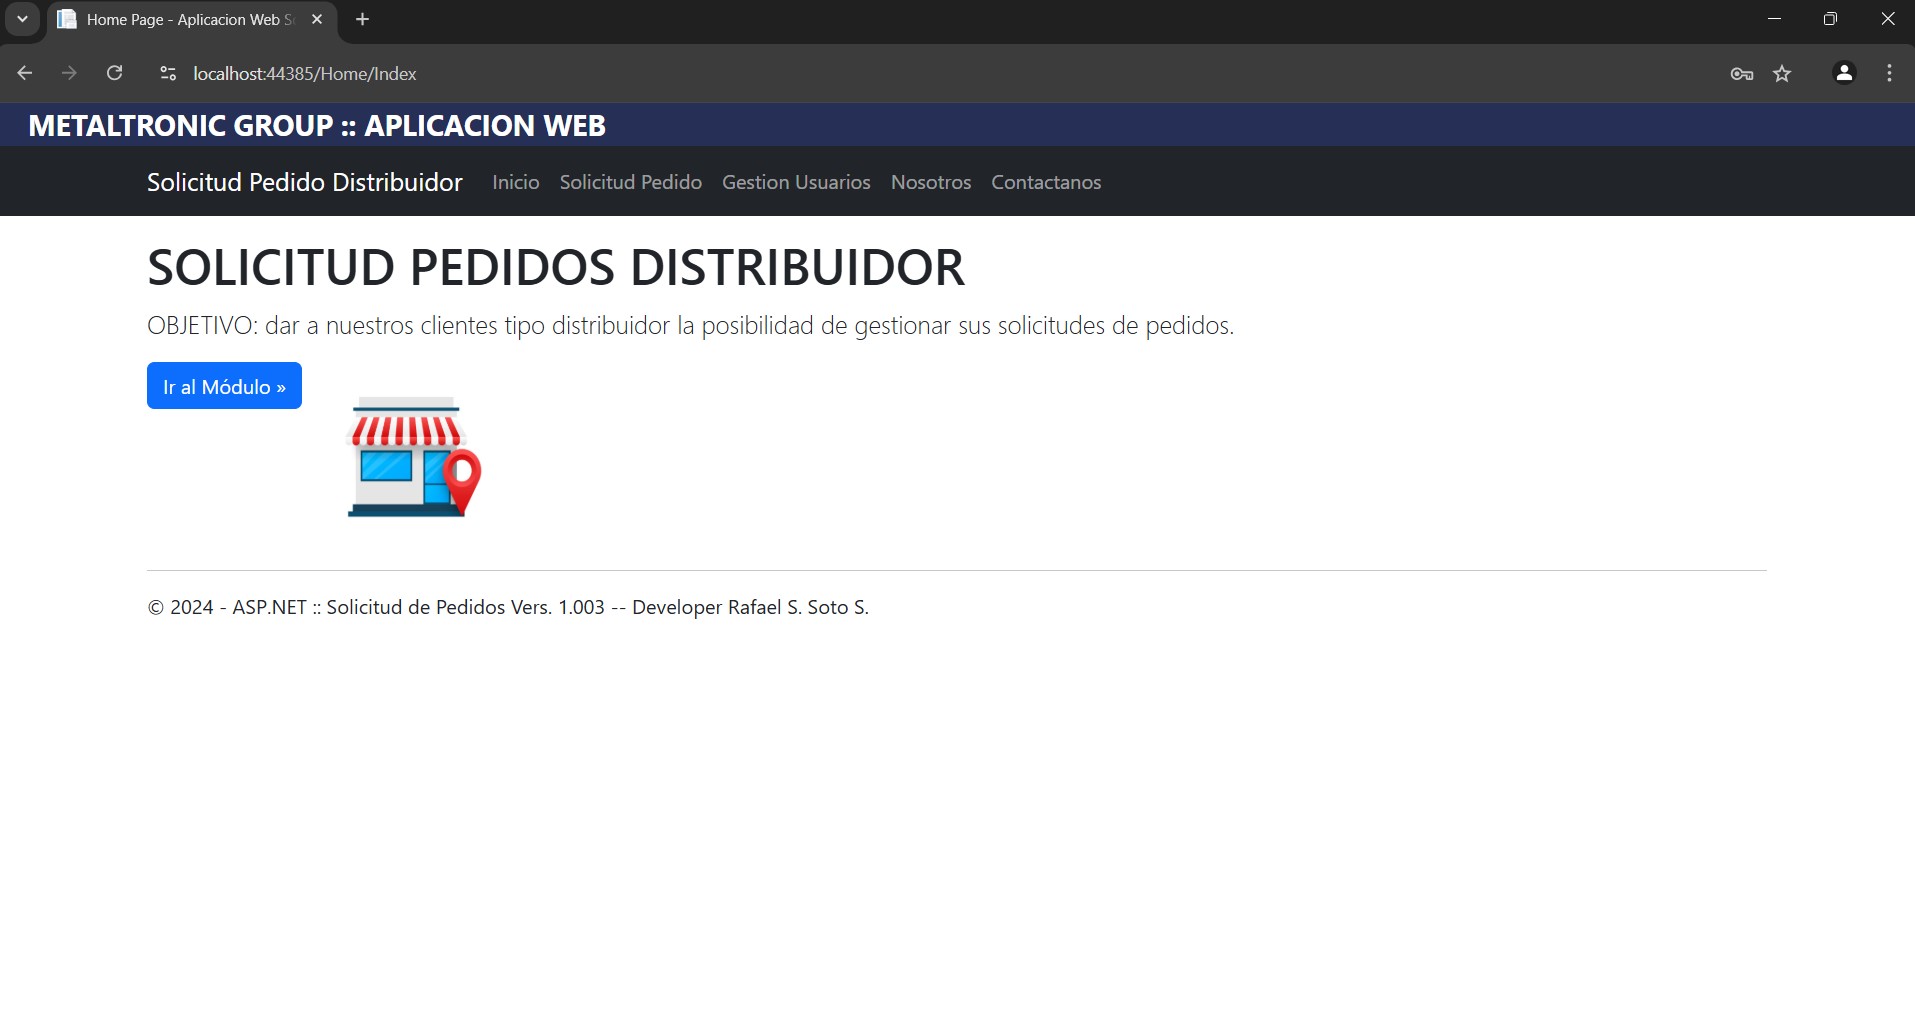 Home Page - Aplicacion Web S
localhost:44385/Home/Index
METALTRONIC GROUP :: APLICACION WEB
Solicitud Pedido Distribuidor Inicio Solicitud Pedido Gestion Usuarios Nosotros Contactanos
SOLICITUD PEDIDOS DISTRIBUIDOR
OBJETIVO: dar a nuestros clientes tipo distribuidor la posibilidad de gestionar sus solicitudes de pedidos.
Ir al Módulo »
© 2024 - ASP.NET :: Solicitud de Pedidos Vers. 1.003 -- Developer Rafael S. Soto S.